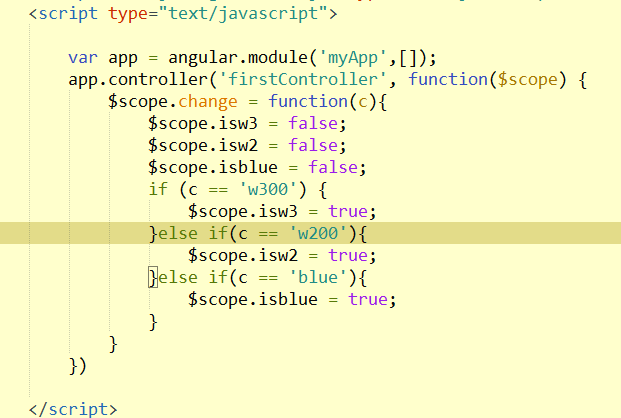 <script type="text/javascript">
var app = angular.module('myApp',[]);
app.controller('firstController', function($scope) {
$scope.change = function(c){
$scope.isw3 = false;
$scope.isw2 = false;
$scope.isblue = false;
if (c == 'w300') {
$scope.isw3 = true;
}else if(c == 'w200'){
$scope.isw2 = true;
}else if(c == 'blue'){
$scope.isblue = true;
}
}
})
</script>